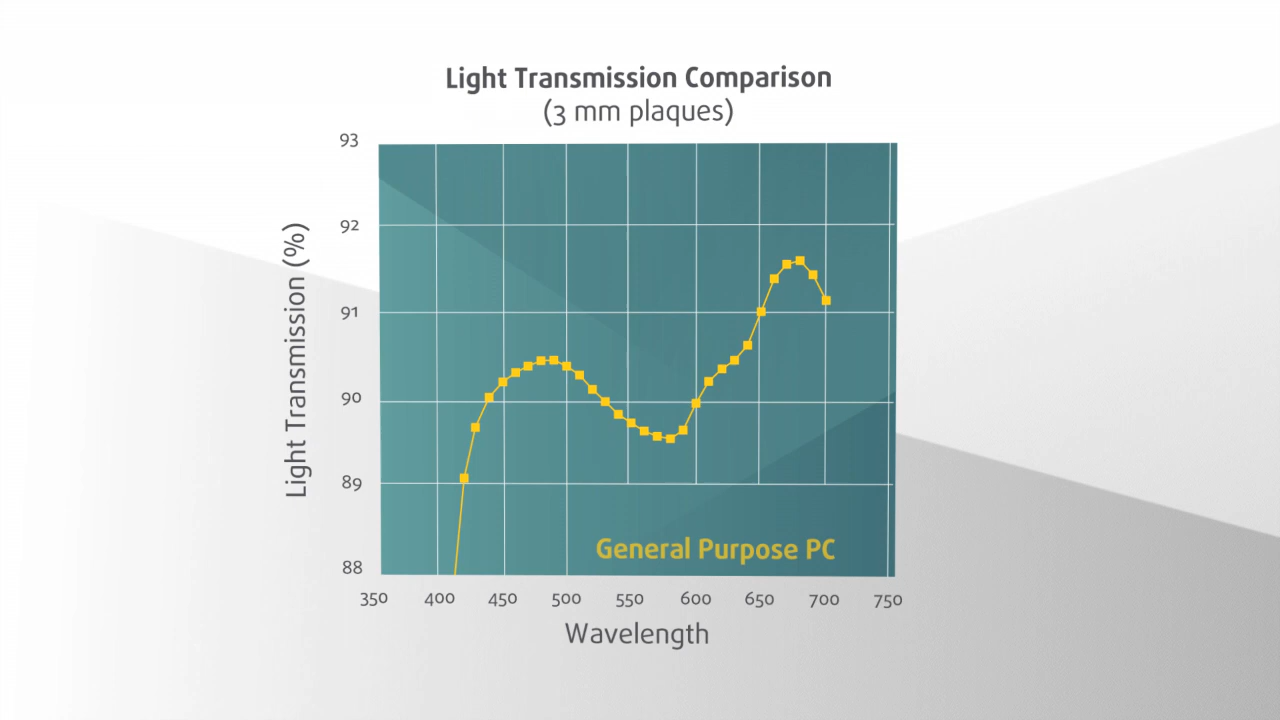 Light Transmission Comparison
(3 mm plaques)
93
92
91
90
89
88
Light Transmission (%)
General Purpose PC
350 400 450 500 550 600 650 700 750
Wavelength